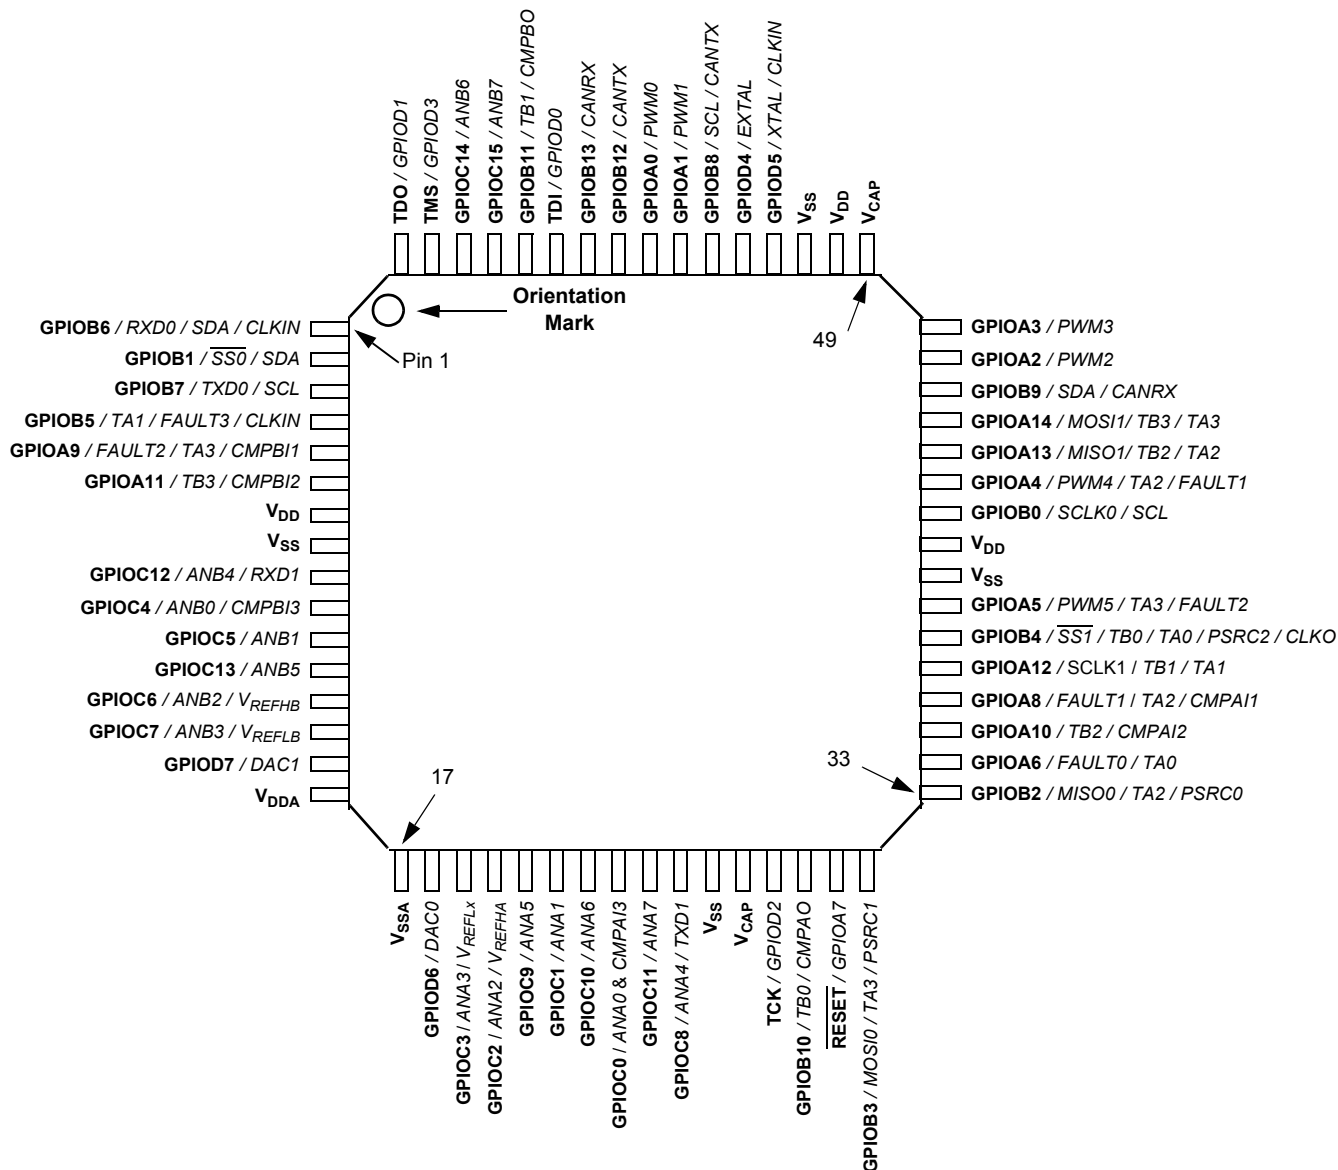 TDO / GPIOD1
TMS / GPIOD3
GPIOC14 / ANB6
GPIOC15 / ANB7
GPIOB11 / TB1 / CMPBO
TDI / GPIOD0
GPIOB13 / CANRX
GPIOB12 / CANTX
GPIOA0 / PWM0
GPIOA1 / PWM1
GPIOB8 / SCL / CANTX
GPIOD4 / EXTAL
GPIOD5 / XTAL / CLKIN
VSS
VDD
VCAP
Orientation
Mark
Pin 1
49
GPIOB6 / RXD0 / SDA / CLKIN
GPIOB1 / S̅S̅0̅ / SDA
GPIOB7 / TXD0 / SCL
GPIOB5 / TA1 / FAULT3 / CLKIN
GPIOA9 / FAULT2 / TA3 / CMPBI1
GPIOA11 / TB3 / CMPBI2
VDD
VSS
GPIOC12 / ANB4 / RXD1
GPIOC4 / ANB0 / CMPBI3
GPIOC5 / ANB1
GPIOC13 / ANB5
GPIOC6 / ANB2 / VREFHB
GPIOC7 / ANB3 / VREFLB
GPIOD7 / DAC1
VDDA
GPIOA3 / PWM3
GPIOA2 / PWM2
GPIOB9 / SDA / CANRX
GPIOA14 / MOSI1/ TB3 / TA3
GPIOA13 / MISO1/ TB2 / TA2
GPIOA4 / PWM4 / TA2 / FAULT1
GPIOB0 / SCLK0 / SCL
VDD
VSS
GPIOA5 / PWM5 / TA3 / FAULT2
GPIOB4 / S̅S̅1̅ / TB0 / TA0 / PSRC2 / CLKO
GPIOA12 / SCLK1 / TB1 / TA1
GPIOA8 / FAULT1 / TA2 / CMPAI1
GPIOA10 / TB2 / CMPAI2
GPIOA6 / FAULT0 / TA0
GPIOB2 / MISO0 / TA2 / PSRC0
17
33
VSSA
GPIOD6 / DAC0
GPIOC3 / ANA3 / VREFLx
GPIOC2 / ANA2 / VREFHA
GPIOC9 / ANA5
GPIOC1 / ANA1
GPIOC10 / ANA6
GPIOC0 / ANA0 & CMPAI3
GPIOC11 / ANA7
GPIOC8 / ANA4 / TXD1
VSS
VCAP
TCK / GPIOD2
GPIOB10 / TB0 / CMPAO
R̅E̅S̅E̅T̅ / GPIOA7
GPIOB3 / MOSI0 / TA3 / PSRC1